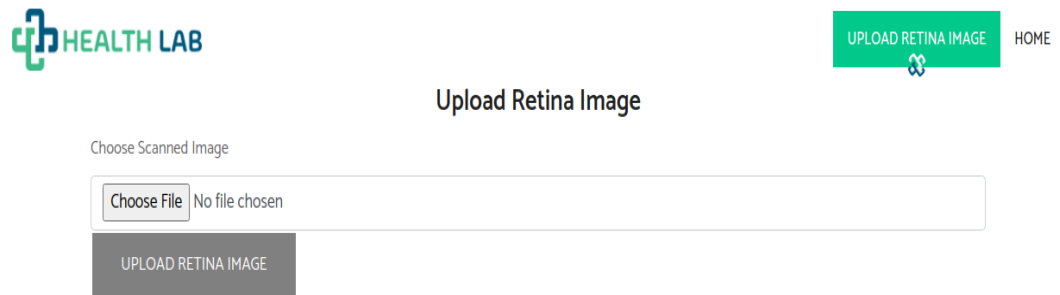 HEALTH LAB
UPLOAD RETINA IMAGE
HOME
Upload Retina Image
Choose Scanned Image
Choose File No file chosen
UPLOAD RETINA IMAGE